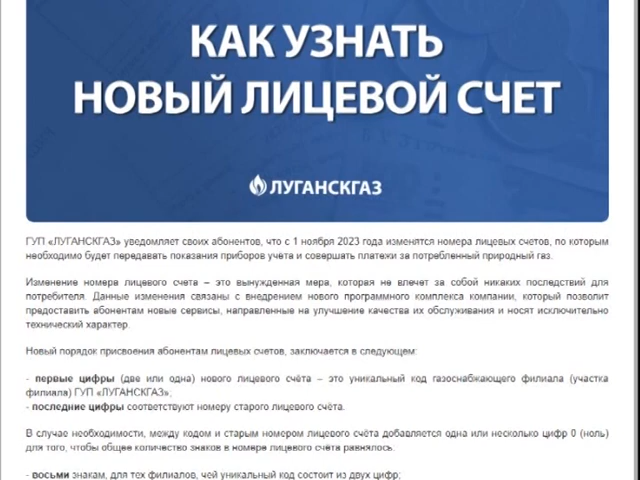 КАК УЗНАТЬ
НОВЫЙ ЛИЦЕВОЙ СЧЕТ
ЛУГАНСКГАЗ
ГУП «ЛУГАНСКГАЗ» уведомляет своих абонентов, что с 1 ноября 2023 года изменятся номера лицевых счетов, по которым
необходимо будет передавать показания приборов учёта и совершать платежи за потребленный природный газ.
Изменение номера лицевого счета – это вынужденная мера, которая не влечет за собой никаких последствий для
потребителя. Данные изменения связаны с внедрением нового программного комплекса компании, который позволит
предоставить абонентам новые сервисы, направленные на улучшение качества их обслуживания и носят исключительно
технический характер.
Новый порядок присвоения абонентам лицевых счетов, заключается в следующем:
- первые цифры (две или одна) нового лицевого счёта – это уникальный код газоснабжающего филиала (участка
филиала) ГУП «ЛУГАНСКГАЗ»;
- последние цифры соответствуют номеру старого лицевого счёта.
В случае необходимости, между кодом и старым номером лицевого счёта добавляется одна или несколько цифр 0 (ноль)
для того, чтобы общее количество знаков в номере лицевого счёта равнялось:
- восьми знакам, для тех филиалов, чей уникальный код состоит из двух цифр;